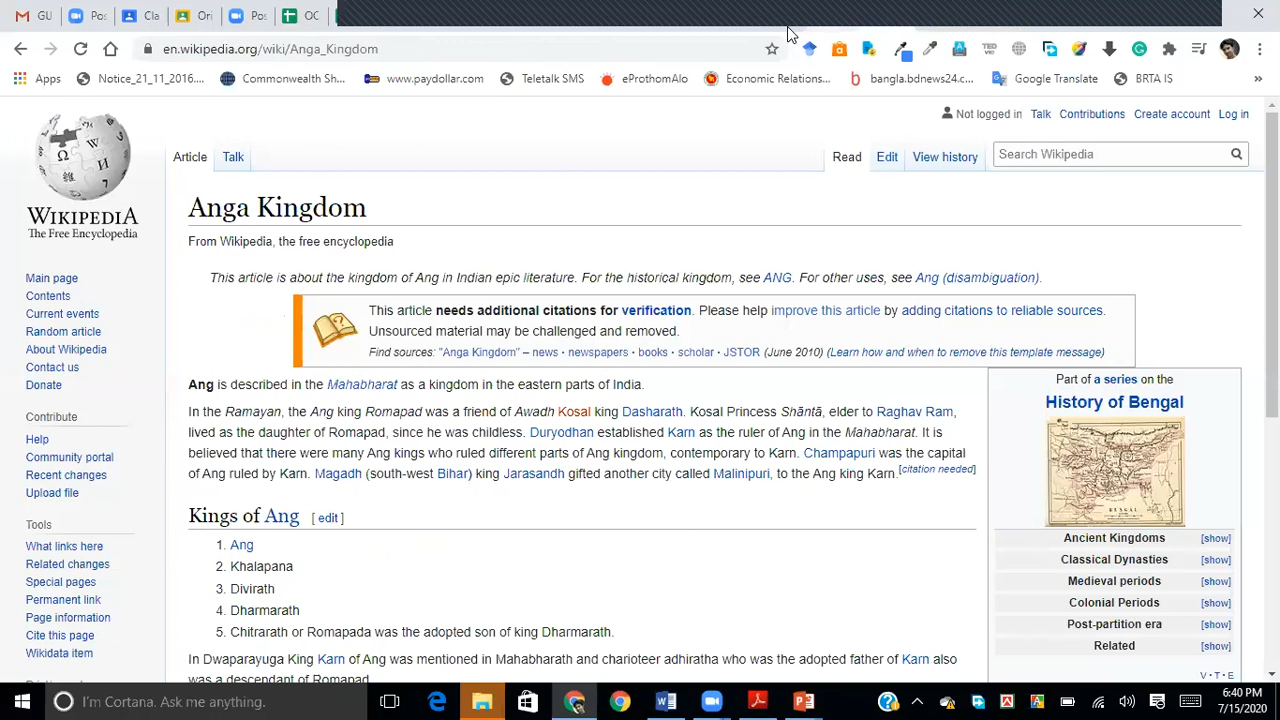 GU
Pos
Cla
Ori
Pos
OC
en.wikipedia.org/wiki/Anga_Kingdom
TED
Apps
Notice_21_11_2016....
Commonwealth Sh...
www.paydollar.com
Teletalk SMS
eProthomAlo
Economic Relations...
bangla.bdnews24.c...
Google Translate
BRTA IS
Not logged in Talk Contributions Create account Log in
Article Talk
Read Edit View history
Search Wikipedia
WIKIPEDIA
The Free Encyclopedia
Main page
Contents
Current events
Random article
About Wikipedia
Contact us
Donate
Contribute
Help
Community portal
Recent changes
Upload file
Tools
What links here
Related changes
Special pages
Permanent link
Page information
Cite this page
Wikidata item
Anga Kingdom
From Wikipedia, the free encyclopedia
This article is about the kingdom of Ang in Indian epic literature. For the historical kingdom, see ANG. For other uses, see Ang (disambiguation).
This article needs additional citations for verification. Please help improve this article by adding citations to reliable sources.
Unsourced material may be challenged and removed.
Find sources: "Anga Kingdom" – news · newspapers · books · scholar · JSTOR (June 2010) (Learn how and when to remove this template message)
Ang is described in the Mahabharat as a kingdom in the eastern parts of India.
In the Ramayan, the Ang king Romapad was a friend of Awadh Kosal king Dasharath. Kosal Princess Shāntā, elder to Raghav Ram,
lived as the daughter of Romapad, since he was childless. Duryodhan established Karn as the ruler of Ang in the Mahabharat. It is
believed that there were many Ang kings who ruled different parts of Ang kingdom, contemporary to Karn. Champapuri was the capital
of Ang ruled by Karn. Magadh (south-west Bihar) king Jarasandh gifted another city called Malinipuri, to the Ang king Karn.[citation needed]
Kings of Ang [ edit ]
1. Ang
2. Khalapana
3. Divirath
4. Dharmarath
5. Chitrarath or Romapada was the adopted son of king Dharmarath.
In Dwaparayuga King Karn of Ang was mentioned in Mahabharath and charioteer adhiratha who was the adopted father of Karn also
was a descendant of Romapad
Part of a series on the
History of Bengal
BENGAL
Ancient Kingdoms [show]
Classical Dynasties [show]
Medieval periods [show]
Colonial Periods [show]
Post-partition era [show]
Related [show]
V · T · E
I'm Cortana. Ask me anything.
6:40 PM
7/15/2020